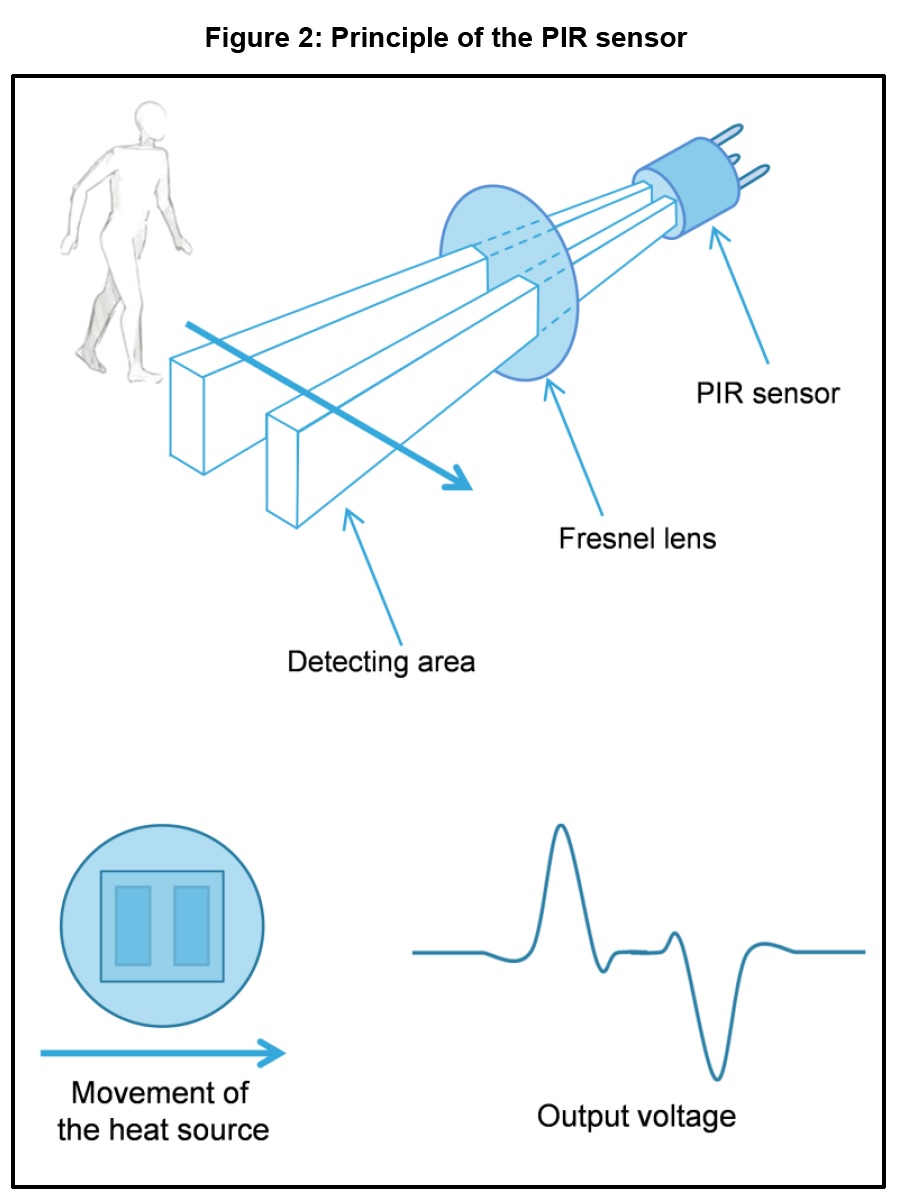 Figure 2: Principle of the PIR sensor
PIR sensor
Fresnel lens
Detecting area
Movement of
the heat source
Output voltage